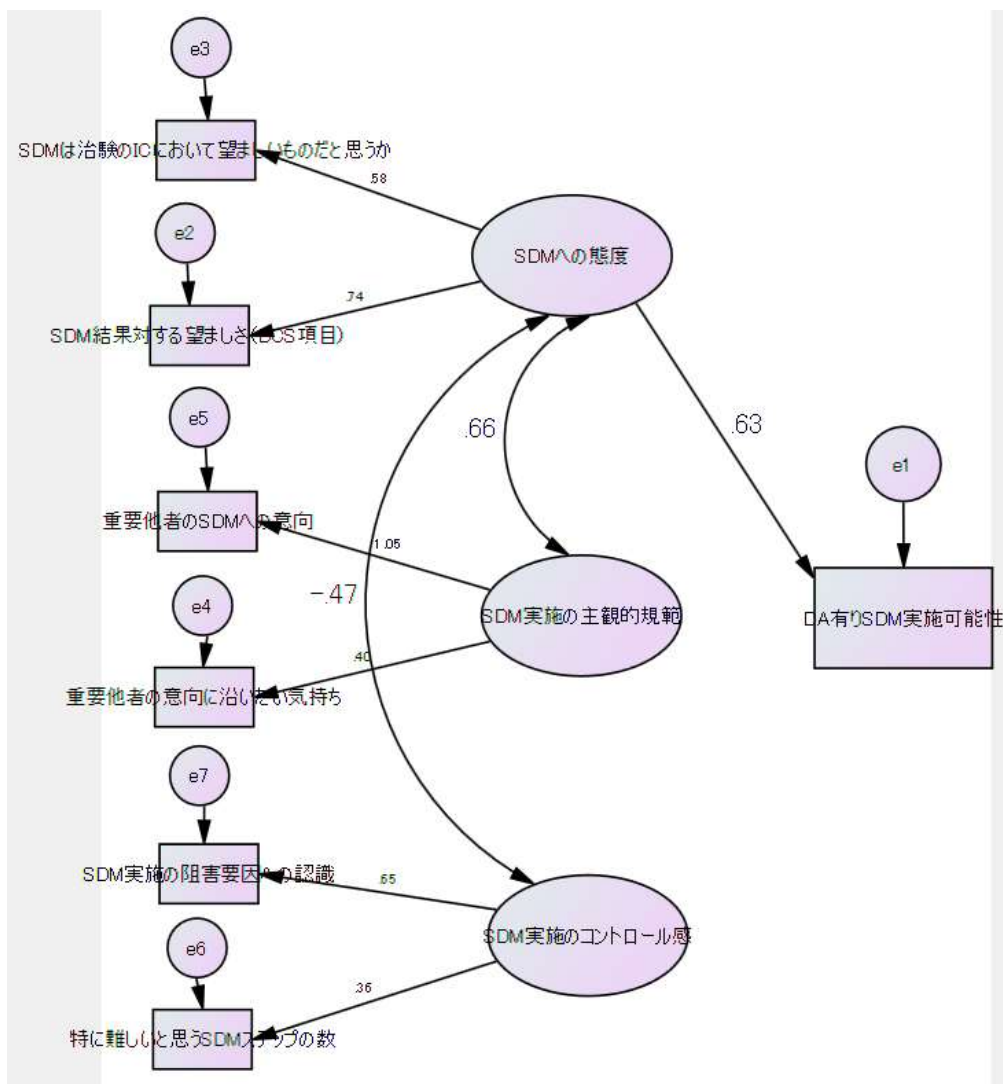 e3
SDMは治験のICにおいて望ましいものだと思うか
.58
e2
SDMへの態度
.74
SDM結果対する望ましさ(DCS項目)
e5
.66
.63
e1
重要他者のSDMへの意向
1.05
-.47
e4
SDM実施の主観的規範
DA有りSDM実施可能性
.40
重要他者の意向に沿いたい気持ち
e7
SDM実施の阻害要因への認識
.65
SDM実施のコントロール感
e6
.36
特に難しいと思うSDMステップの数